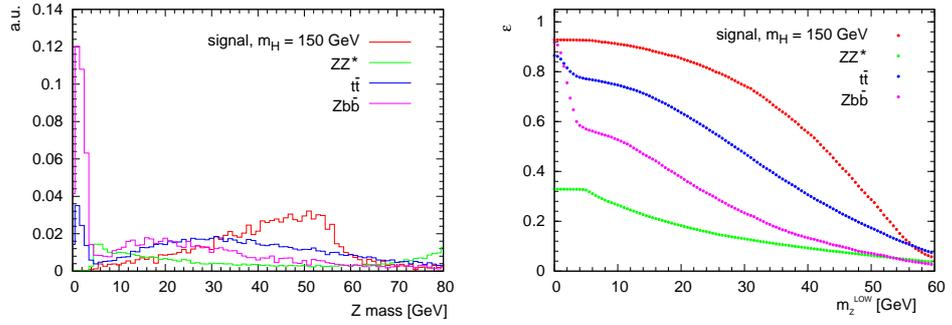 a.u.
0.14
0.12
0.1
0.08
0.06
0.04
0.02
0
signal, m_H = 150 GeV
ZZ*
tt̄
Zbb̄
0 10 20 30 40 50 60 70 80
Z mass [GeV]
ε
1
0.8
0.6
0.4
0.2
0
signal, m_H = 150 GeV
ZZ*
tt̄
Zbb̄
0 10 20 30 40 50 60
m_Z^LOW [GeV]